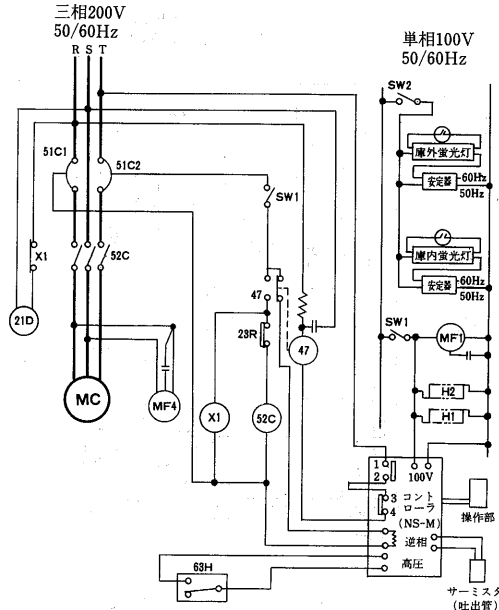 三相200V
50/60Hz
R S T
単相100V
50/60Hz
SW2
51C1
51C2
庫外蛍光灯
安定器
60Hz
50Hz
SW1
X1
52C
庫内蛍光灯
安定器
60Hz
50Hz
21D
47
23R
47
SW1
MF1
MC
MF4
X1
52C
H2
H1
1
2
100V
3 コント
4 ローラ
(NS-M)
操作部
逆相
高圧
63H
サーミスタ
(吐出管)